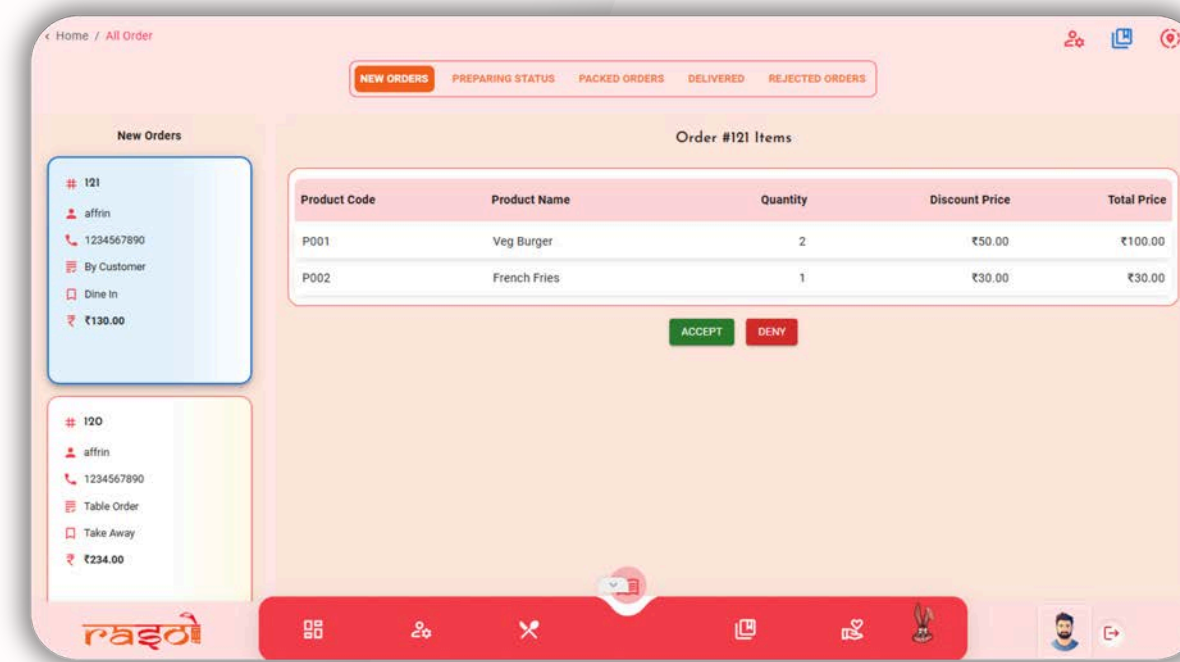 ‹ Home / All Order
NEW ORDERS PREPARING STATUS PACKED ORDERS DELIVERED REJECTED ORDERS
New Orders
# 121
affrin
1234567890
By Customer
Dine In
₹ ₹130.00
# 120
affrin
1234567890
Table Order
Take Away
₹ ₹234.00
Order #121 Items
Product Code Product Name Quantity Discount Price Total Price
P001 Veg Burger 2 ₹50.00 ₹100.00
P002 French Fries 1 ₹30.00 ₹30.00
ACCEPT DENY
rasoi